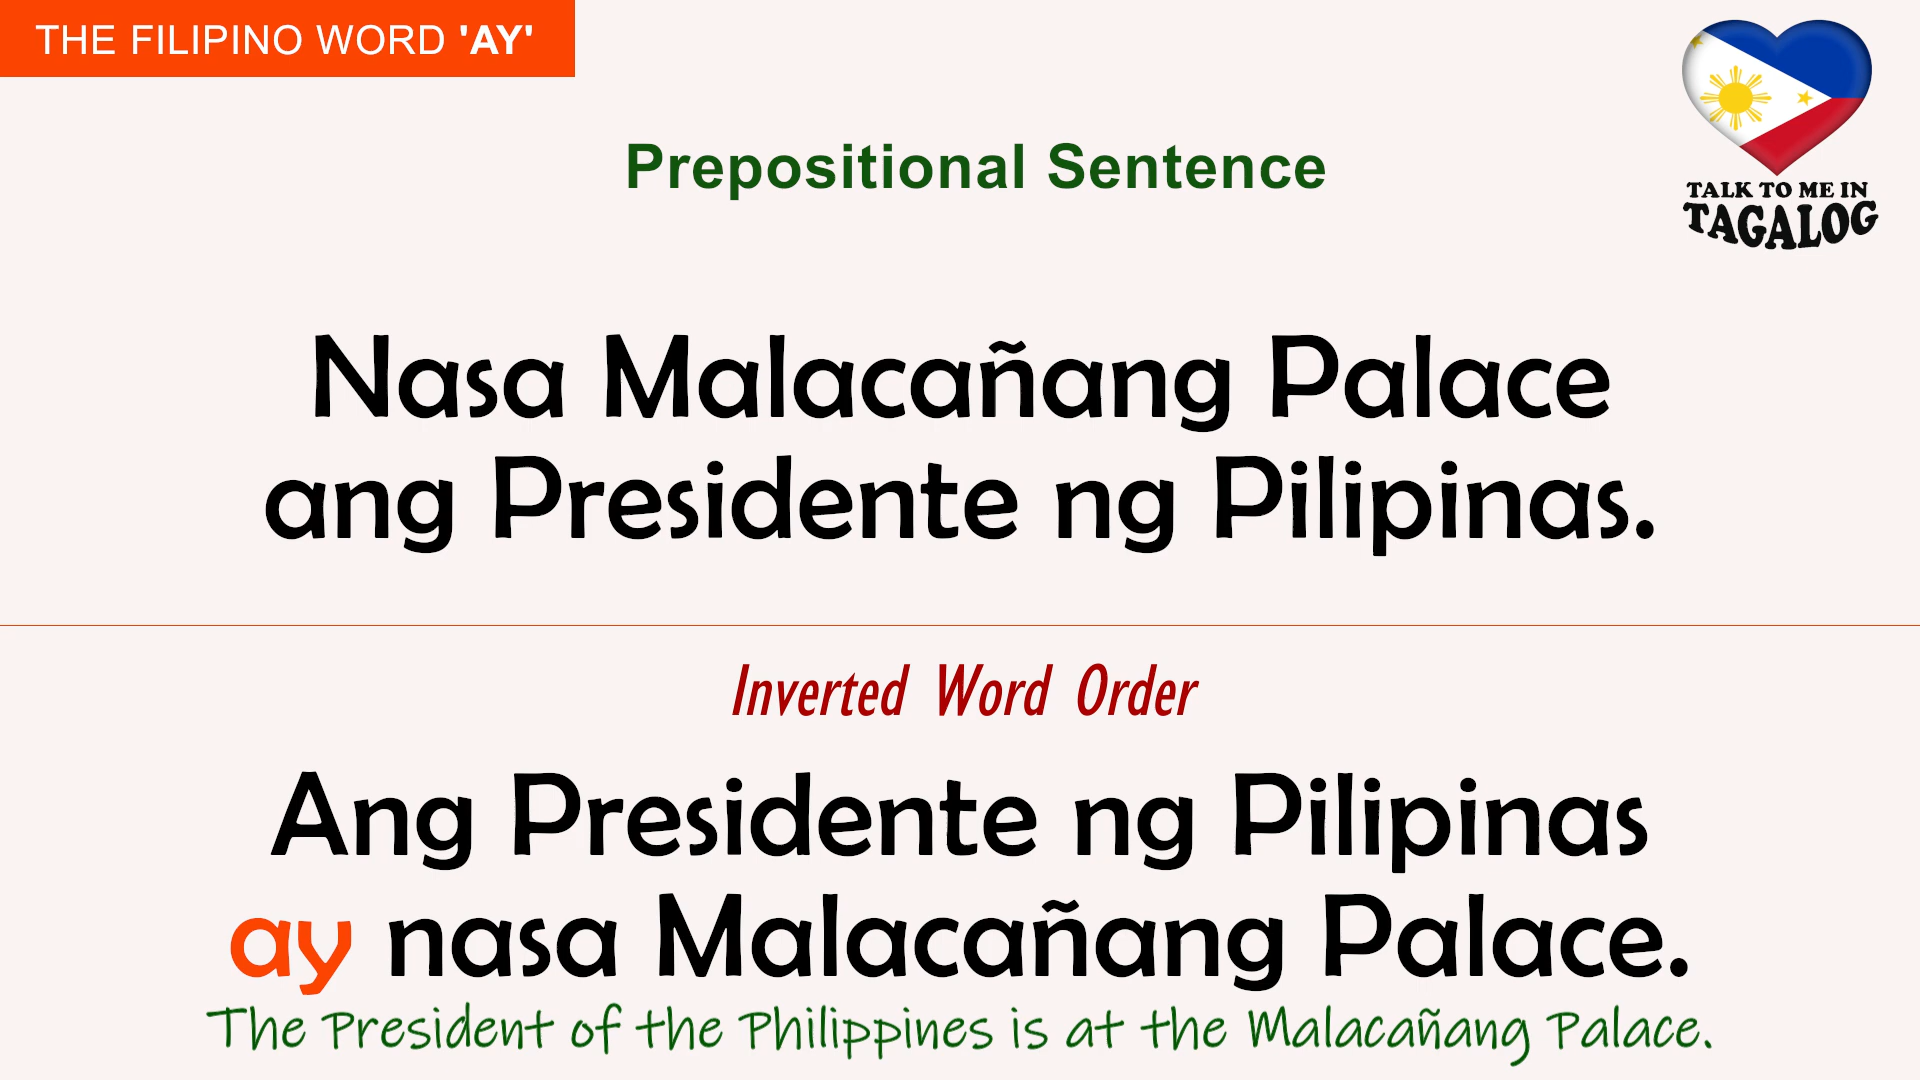 THE FILIPINO WORD 'AY'
TALK TO ME IN
TAGALOG
Prepositional Sentence
Nasa Malacañang Palace
ang Presidente ng Pilipinas.
Inverted Word Order
Ang Presidente ng Pilipinas
ay nasa Malacañang Palace.
The President of the Philippines is at the Malacañang Palace.